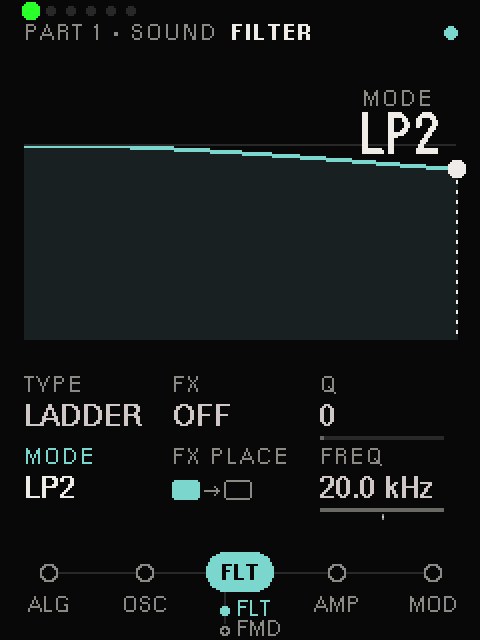 PART 1 • SOUND FILTER
MODE
LP2
TYPE FX Q
LADDER OFF 0
MODE FX PLACE FREQ
LP2 → 20.0 kHz
FLT
ALG OSC FLT AMP MOD
FMD